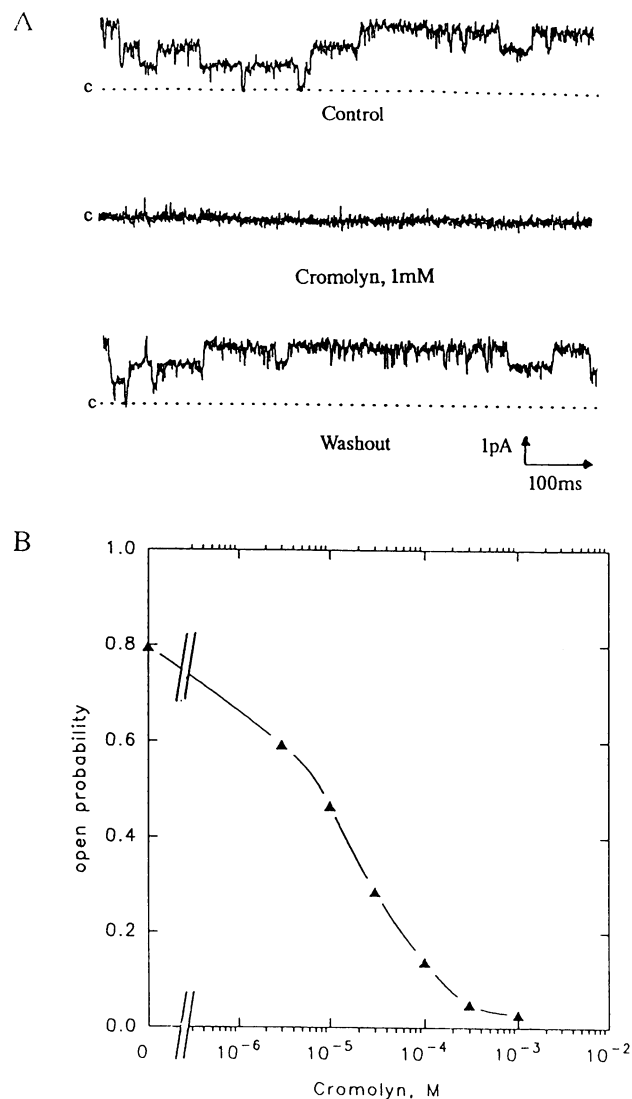 A
c
Control
c
Cromolyn, 1mM
c
Washout
1pA
100ms
B
1.0
0.8
0.6
0.4
0.2
0.0
open probability
0 10⁻⁶ 10⁻⁵ 10⁻⁴ 10⁻³ 10⁻²
Cromolyn, M